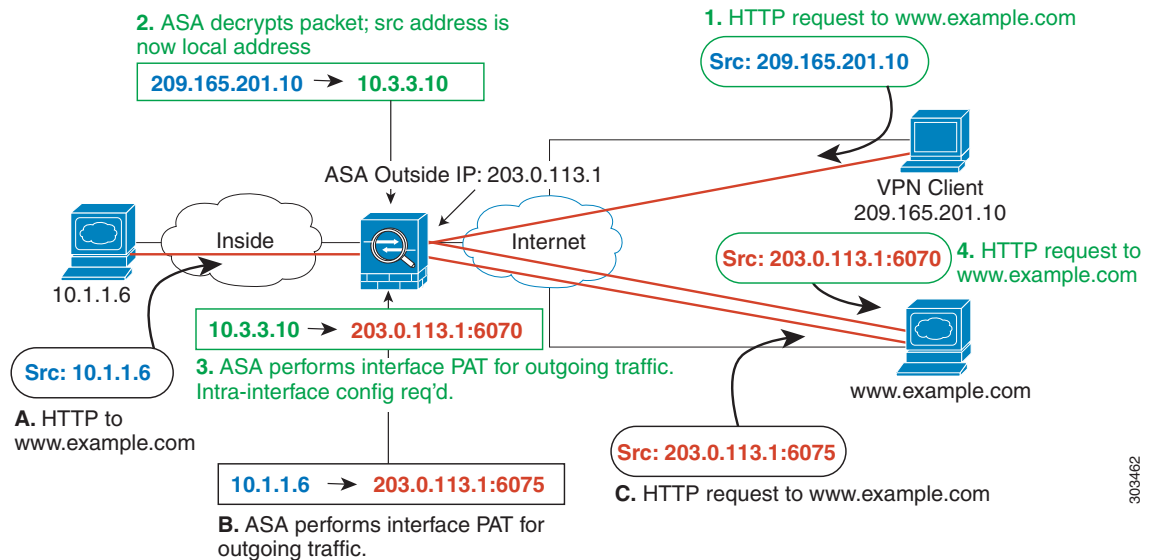 2. ASA decrypts packet; src address is
now local address
209.165.201.10 → 10.3.3.10
1. HTTP request to www.example.com
Src: 209.165.201.10
ASA Outside IP: 203.0.113.1
VPN Client
209.165.201.10
Inside
Internet
10.1.1.6
Src: 203.0.113.1:6070
4. HTTP request to
www.example.com
10.3.3.10 → 203.0.113.1:6070
3. ASA performs interface PAT for outgoing traffic.
Intra-interface config req'd.
Src: 10.1.1.6
A. HTTP to
www.example.com
www.example.com
Src: 203.0.113.1:6075
C. HTTP request to www.example.com
10.1.1.6 → 203.0.113.1:6075
B. ASA performs interface PAT for
outgoing traffic.
303462